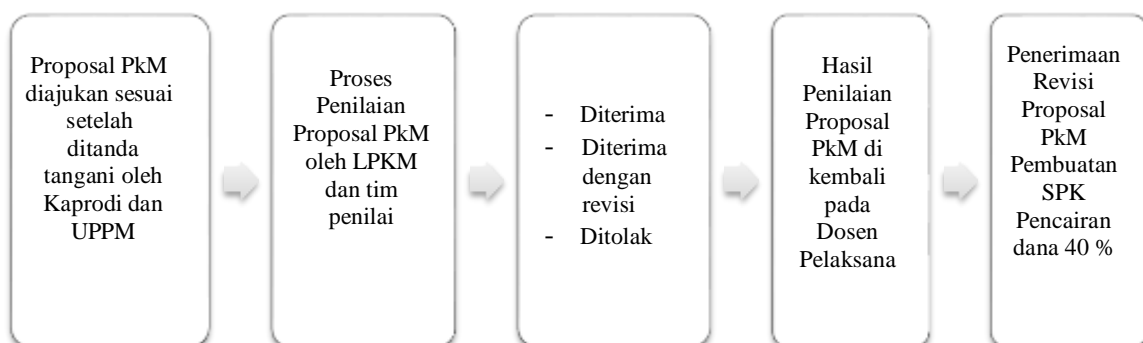 Proposal PkM
diajukan sesuai
setelah
ditanda
tangani oleh
Kaprodi dan
UPPM
Proses
Penilaian
Proposal PkM
oleh LPKM
dan tim
penilai
- Diterima
- Diterima
dengan
revisi
- Ditolak
Hasil
Penilaian
Proposal
PkM di
kembali
pada
Dosen
Pelaksana
Penerimaan
Revisi
Proposal
PkM
Pembuatan
SPK
Pencairan
dana 40 %